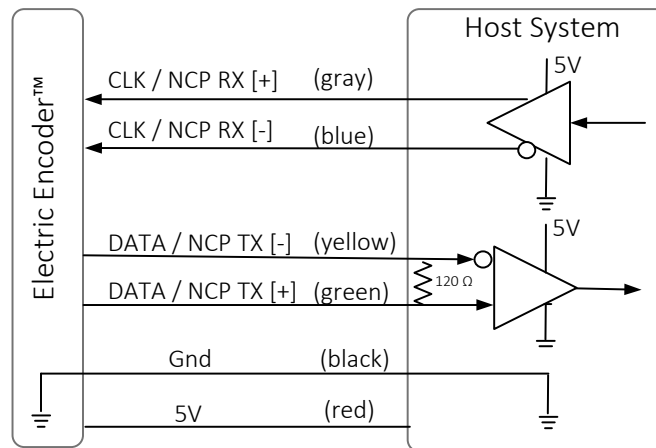 Host System
5V
CLK / NCP RX [+] (gray)
CLK / NCP RX [-] (blue)
Electric Encoder™
5V
DATA / NCP TX [-] (yellow)
120 Ω
DATA / NCP TX [+] (green)
Gnd (black)
5V (red)